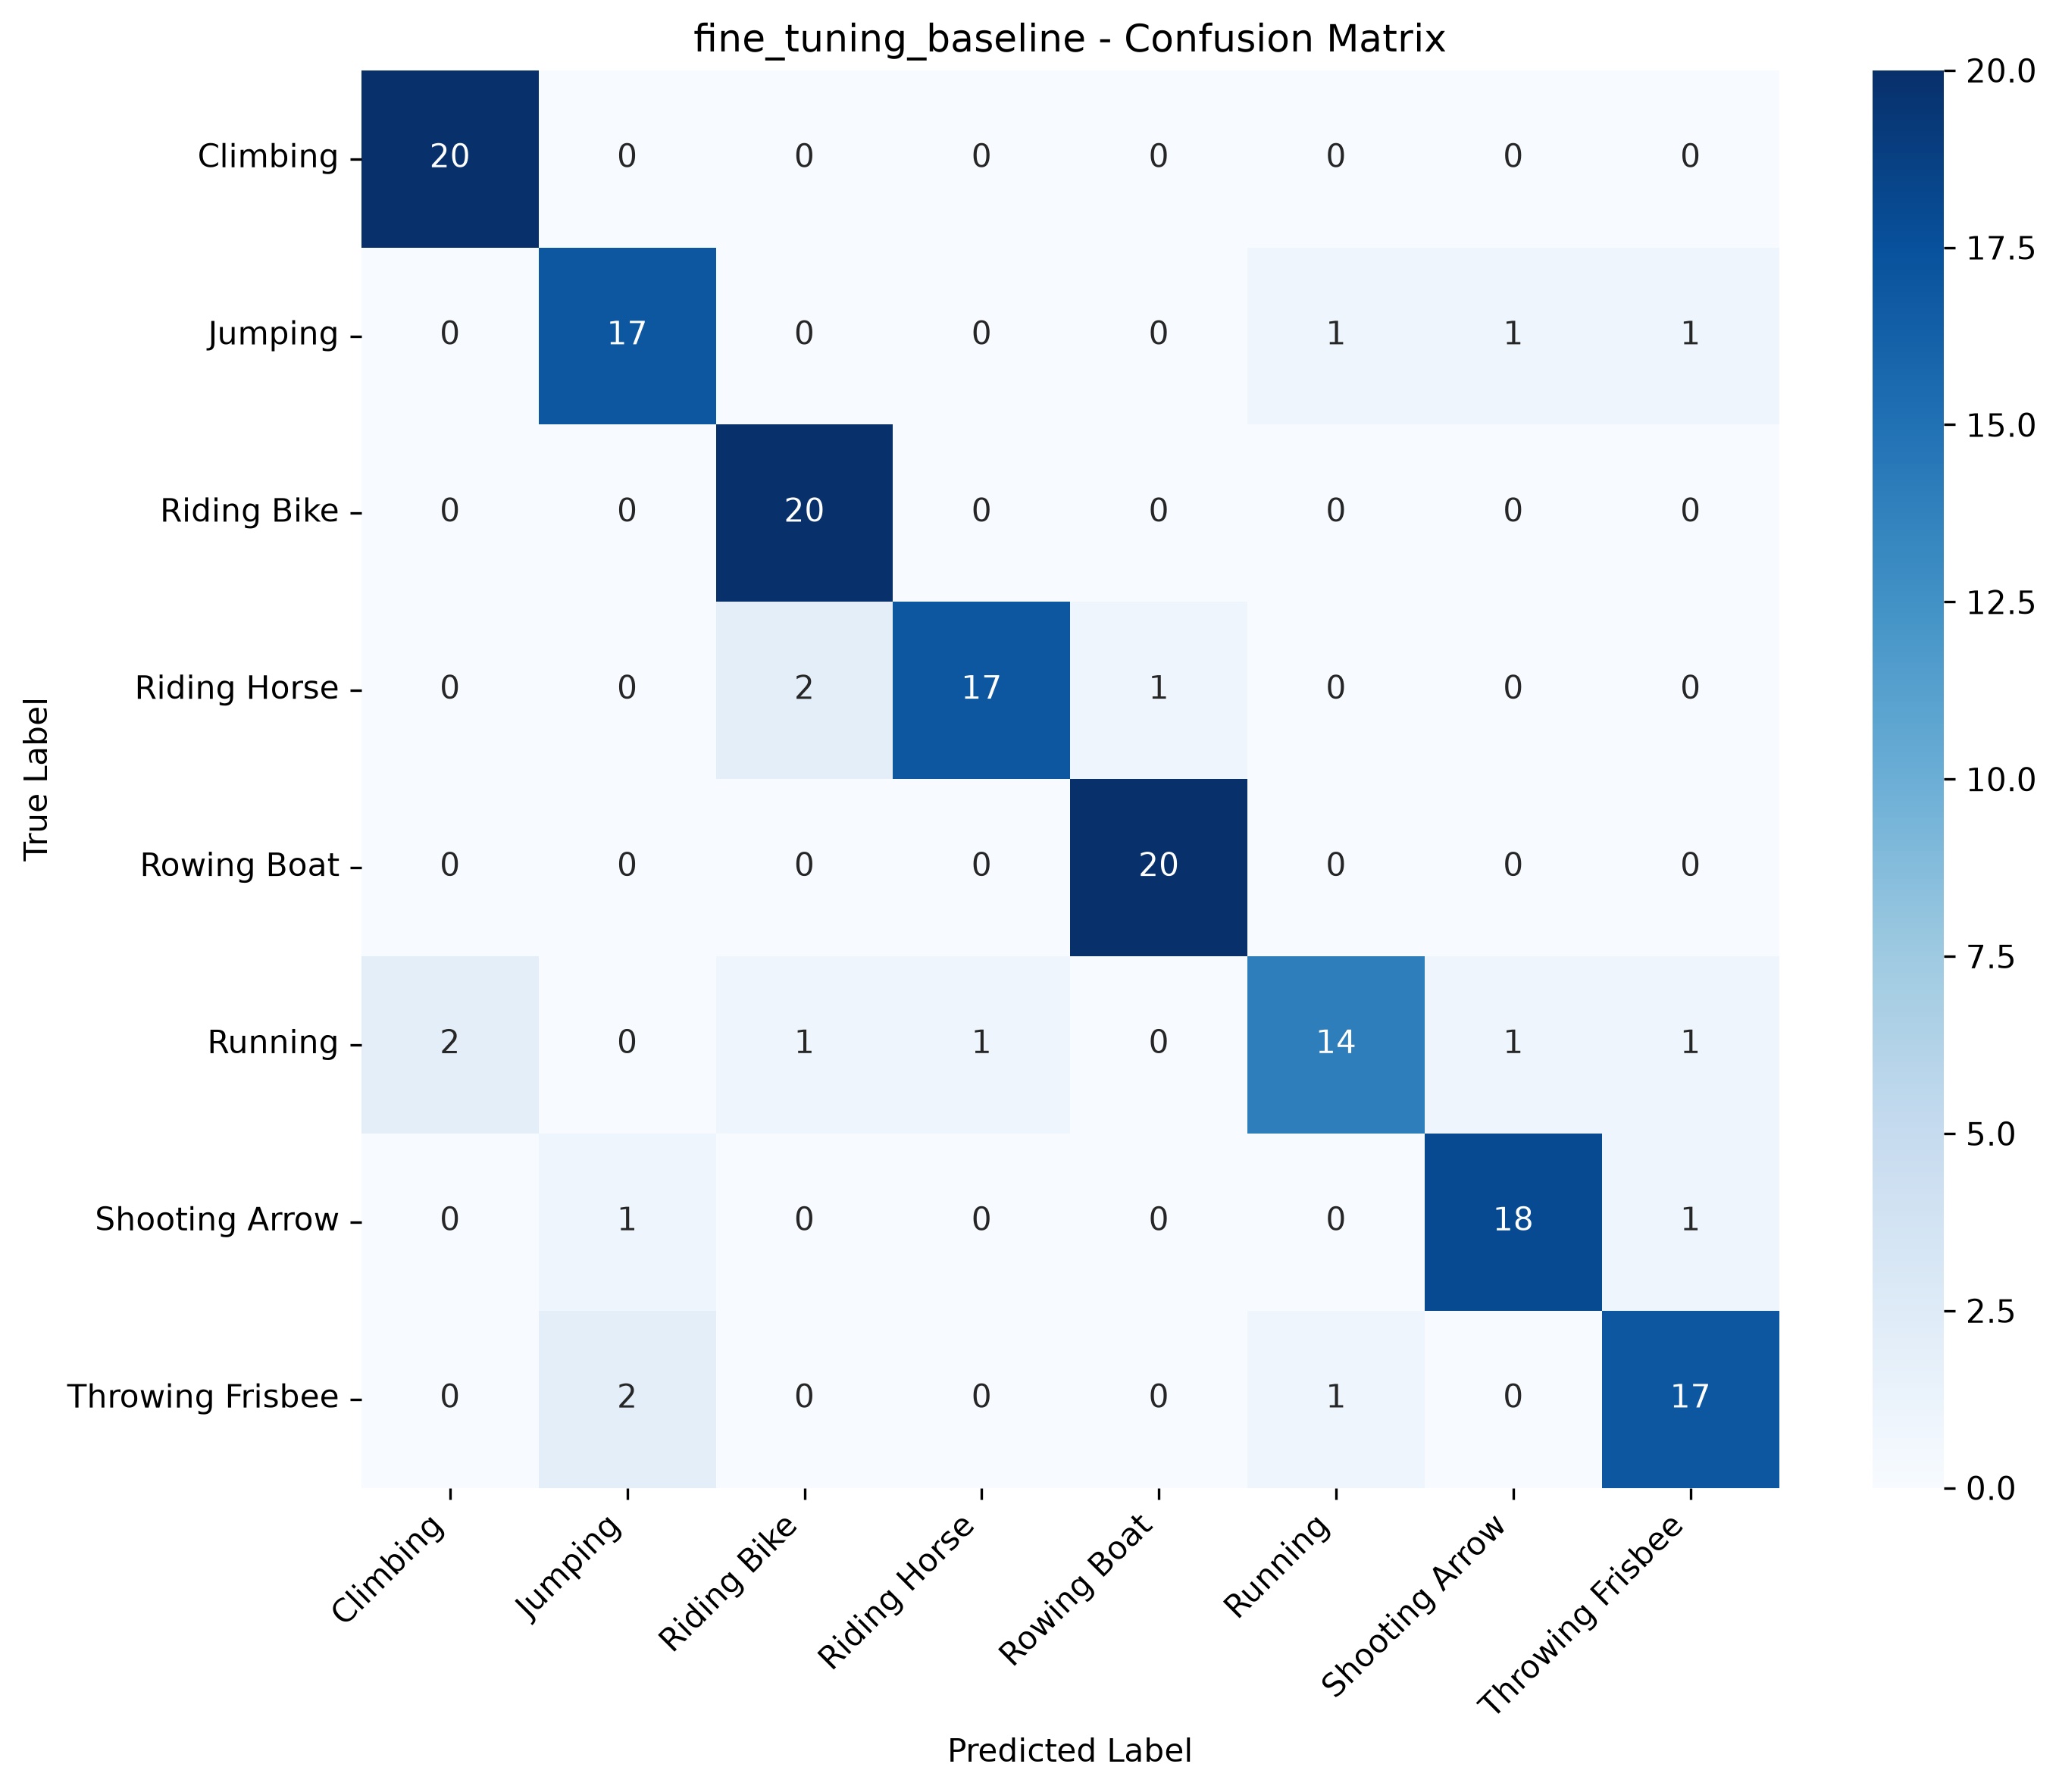 fine_tuning_baseline - Confusion Matrix
20.0
Climbing 20 0 0 0 0 0 0 0
17.5
Jumping 0 17 0 0 0 1 1 1
15.0
Riding Bike 0 0 20 0 0 0 0 0
12.5
Riding Horse 0 0 2 17 1 0 0 0
True Label
10.0
Rowing Boat 0 0 0 0 20 0 0 0
7.5
Running 2 0 1 1 0 14 1 1
5.0
Shooting Arrow 0 1 0 0 0 0 18 1
2.5
Throwing Frisbee 0 2 0 0 0 1 0 17
0.0
Climbing
Jumping
Riding Bike
Riding Horse
Rowing Boat
Running
Shooting Arrow
Throwing Frisbee
Predicted Label